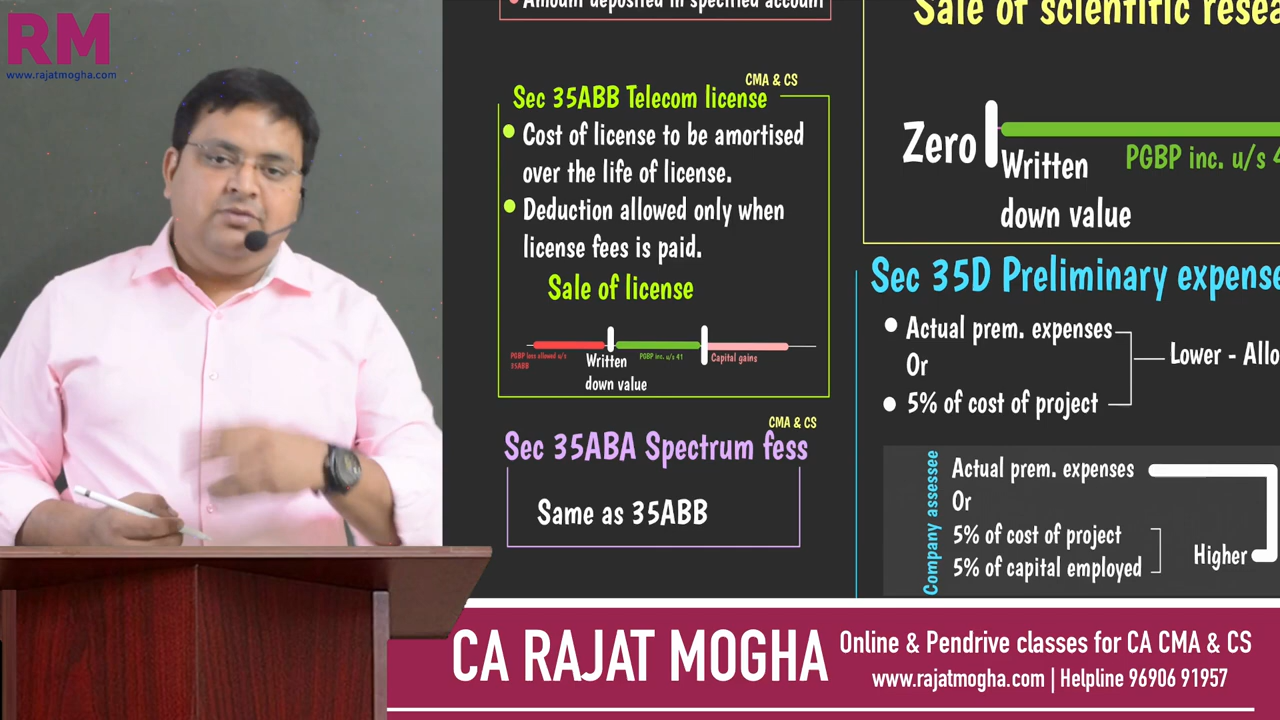 RM
www.rajatmogha.com
Amount deposited in specified account
CMA & CS
Sec 35ABB Telecom license
Cost of license to be amortised
over the life of license.
Deduction allowed only when
license fees is paid.
Sale of license
PGBP loss allowed u/s
35ABB
Written
down value
PGBP inc. u/s 41
Capital gains
CMA & CS
Sec 35ABA Spectrum fess
Same as 35ABB
Sale of scientific resea
Zero
Written
down value
PGBP inc. u/s 4
Sec 35D Preliminary expense
Actual prem. expenses
Or
5% of cost of project
Lower - Allo
Company assessee
Actual prem. expenses
Or
5% of cost of project
5% of capital employed
Higher
CA RAJAT MOGHA
Online & Pendrive classes for CA CMA & CS
www.rajatmogha.com | Helpline 96906 91957